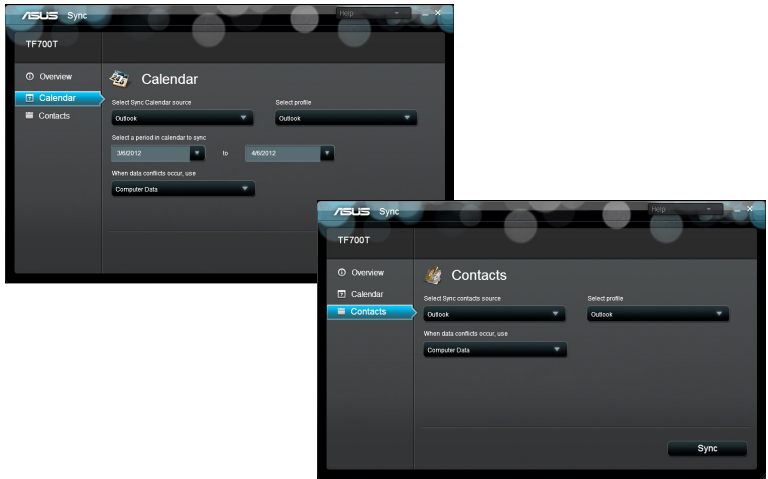 ASUS Sync Help
TF700T
Overview
Calendar
Contacts
Calendar
Select Sync Calendar source Select profile
Outlook Outlook
Select a period in calendar to sync
3/6/2012 to 4/6/2012
When data conflicts occur, use
Computer Data
ASUS Sync Help
TF700T
Overview
Calendar
Contacts
Contacts
Select Sync contacts source Select profile
Outlook Outlook
When data conflicts occur, use
Computer Data
Sync